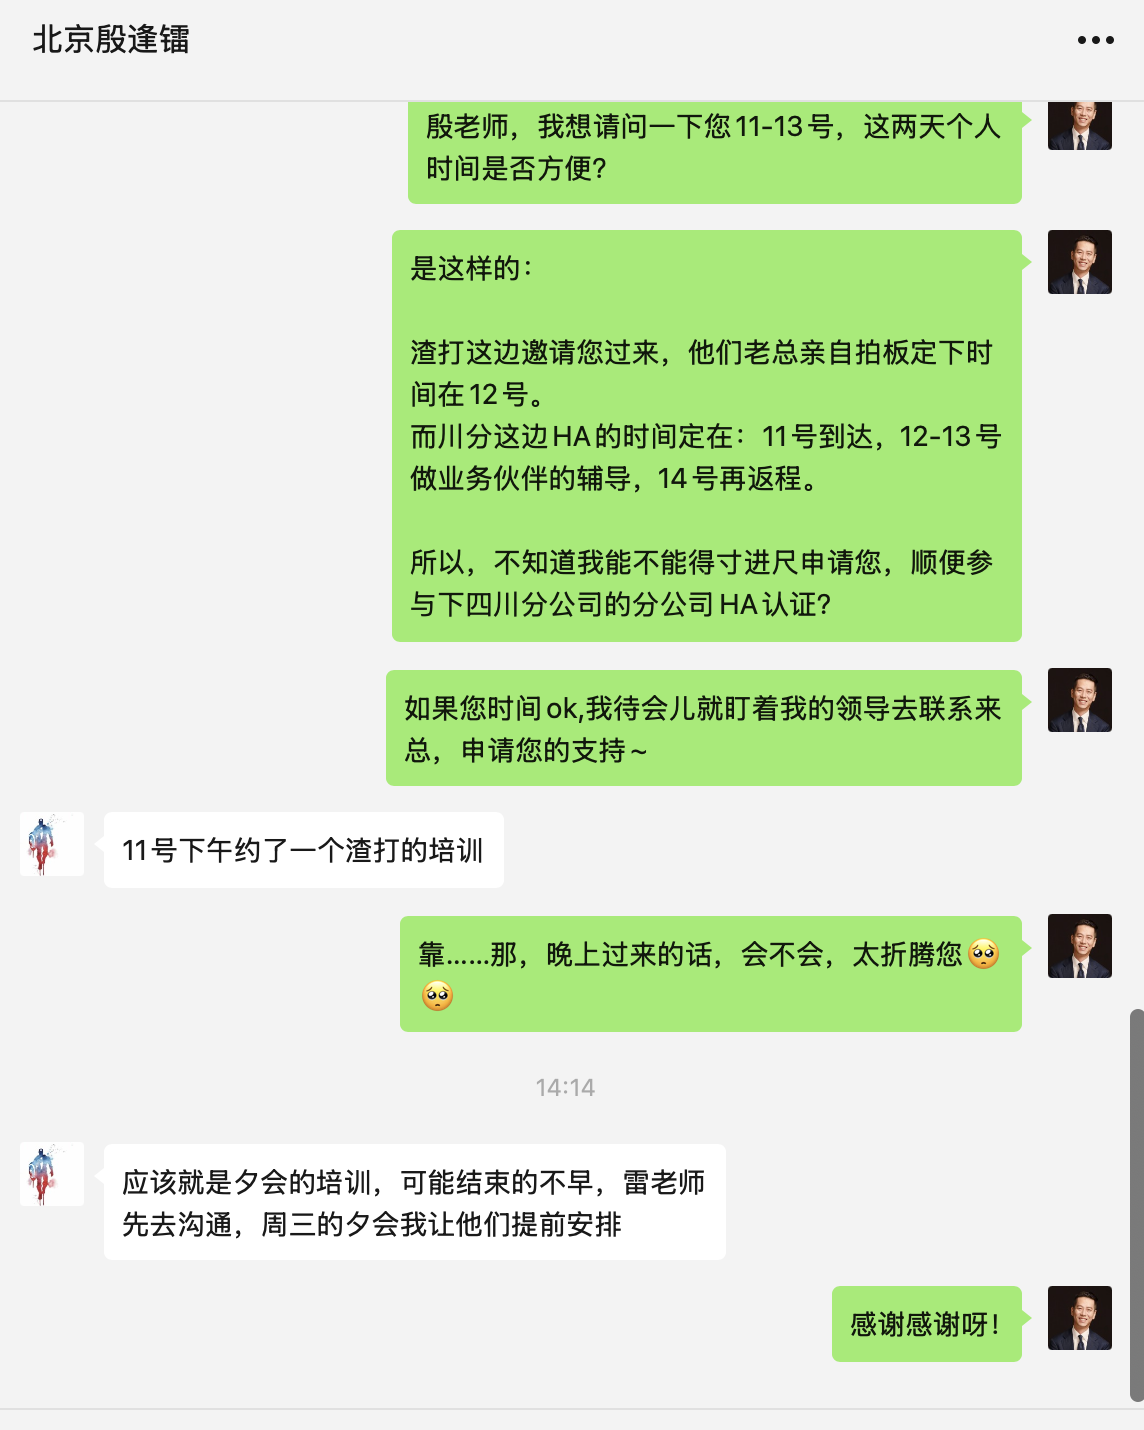 北京殷逢镭
殷老师，我想请问一下您11-13号，这两天个人
时间是否方便?
是这样的：
渣打这边邀请您过来，他们老总亲自拍板定下时
间在12号。
而川分这边HA的时间定在：11号到达，12-13号
做业务伙伴的辅导，14号再返程。
所以，不知道我能不能得寸进尺申请您，顺便参
与下四川分公司的分公司HA认证?
如果您时间ok,我待会儿就盯着我的领导去联系来
总，申请您的支持～
11号下午约了一个渣打的培训
靠……那，晚上过来的话，会不会，太折腾您🥺
🥺
14:14
应该就是夕会的培训，可能结束的不早，雷老师
先去沟通，周三的夕会我让他们提前安排
感谢感谢呀！